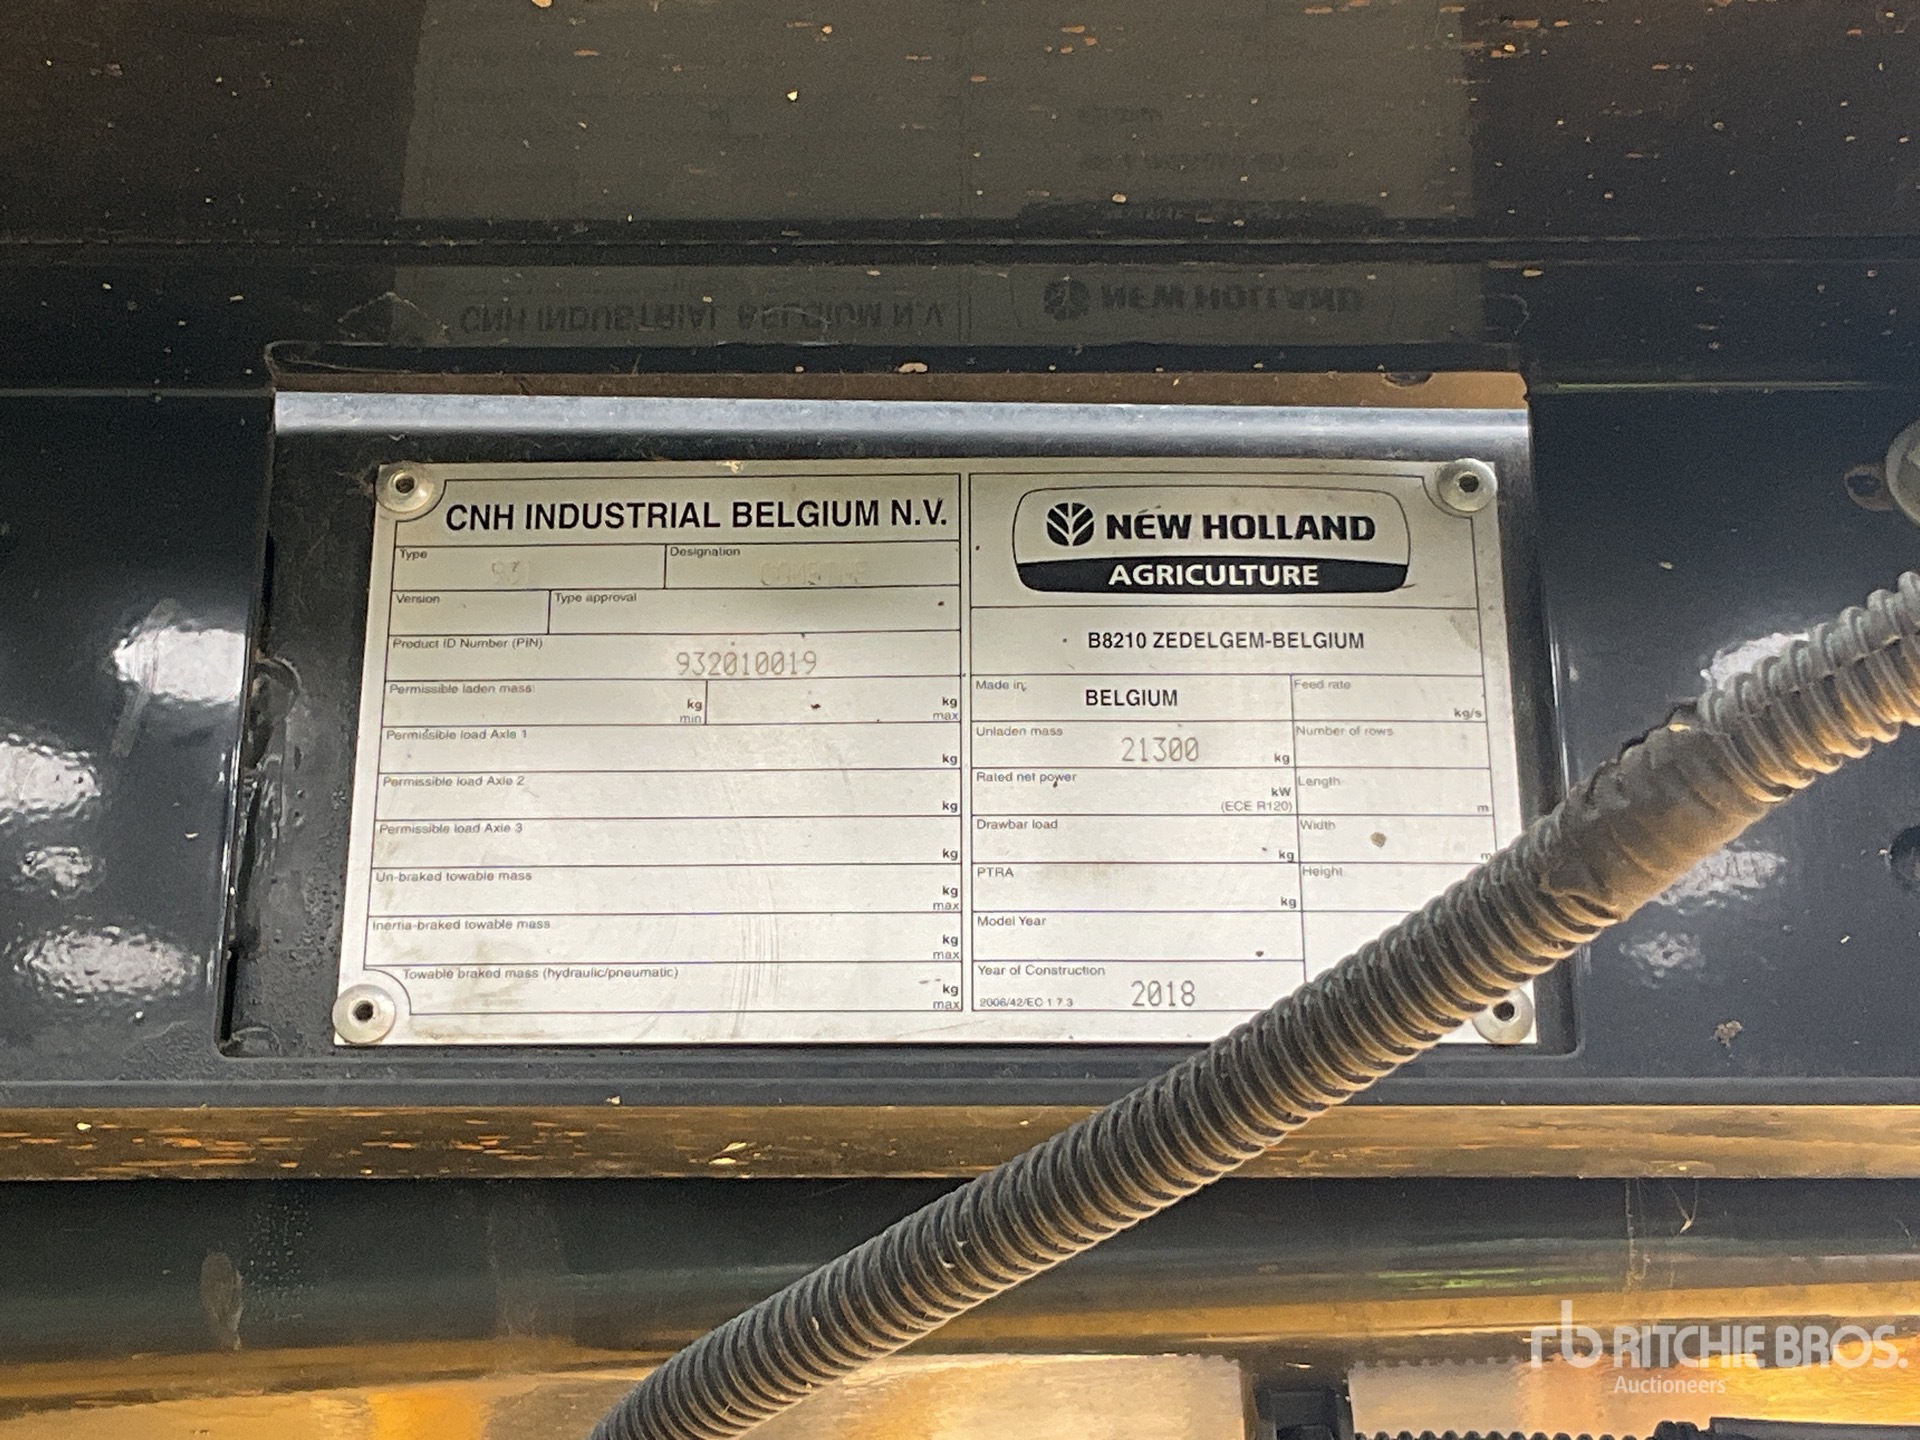 CNH INDUSTRIAL BELGIUM N.V.
Type
Designation
Version
Type approval
Product ID Number (PIN)
932010019
Permissible laden mass
kg
min
kg
max
Permissible load Axle 1
kg
Permissible load Axle 2
kg
Permissible load Axle 3
kg
Un-braked towable mass
kg
max
Inertia-braked towable mass
kg
max
Towable braked mass (hydraulic/pneumatic)
kg
max
NEW HOLLAND
AGRICULTURE
B8210 ZEDELGEM-BELGIUM
Made in
BELGIUM
Feed rate
kg/s
Unladen mass
21300
kg
Number of rows
Rated net power
kW
(ECE R120)
Length
m
Drawbar load
kg
Width
m
PTRA
kg
Height
Model Year
Year of Construction
2006/42/EC 1 7 3
2018
rb RITCHIE BROS.
Auctioneers